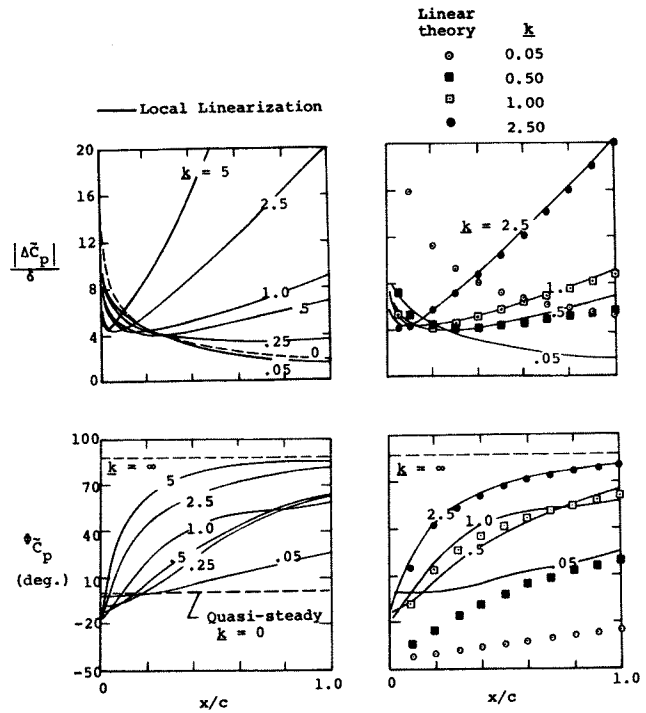 Linear
theory k
0.05
0.50
1.00
2.50
Local Linearization
|ΔC̃p|
δ
20
16
12
8
4
0
k = 5
2.5
1.0
.5
.25
0
.05
k = 2.5
1.
.5
.05
ΦC̃p
(deg.)
100
70
40
10
-20
-50
k = ∞
5
2.5
1.0
.5
.25
.05
Quasi-steady
k = 0
0
1.0
x/c
k = ∞
2.5
1.0
.5
.05
0
1.0
x/c